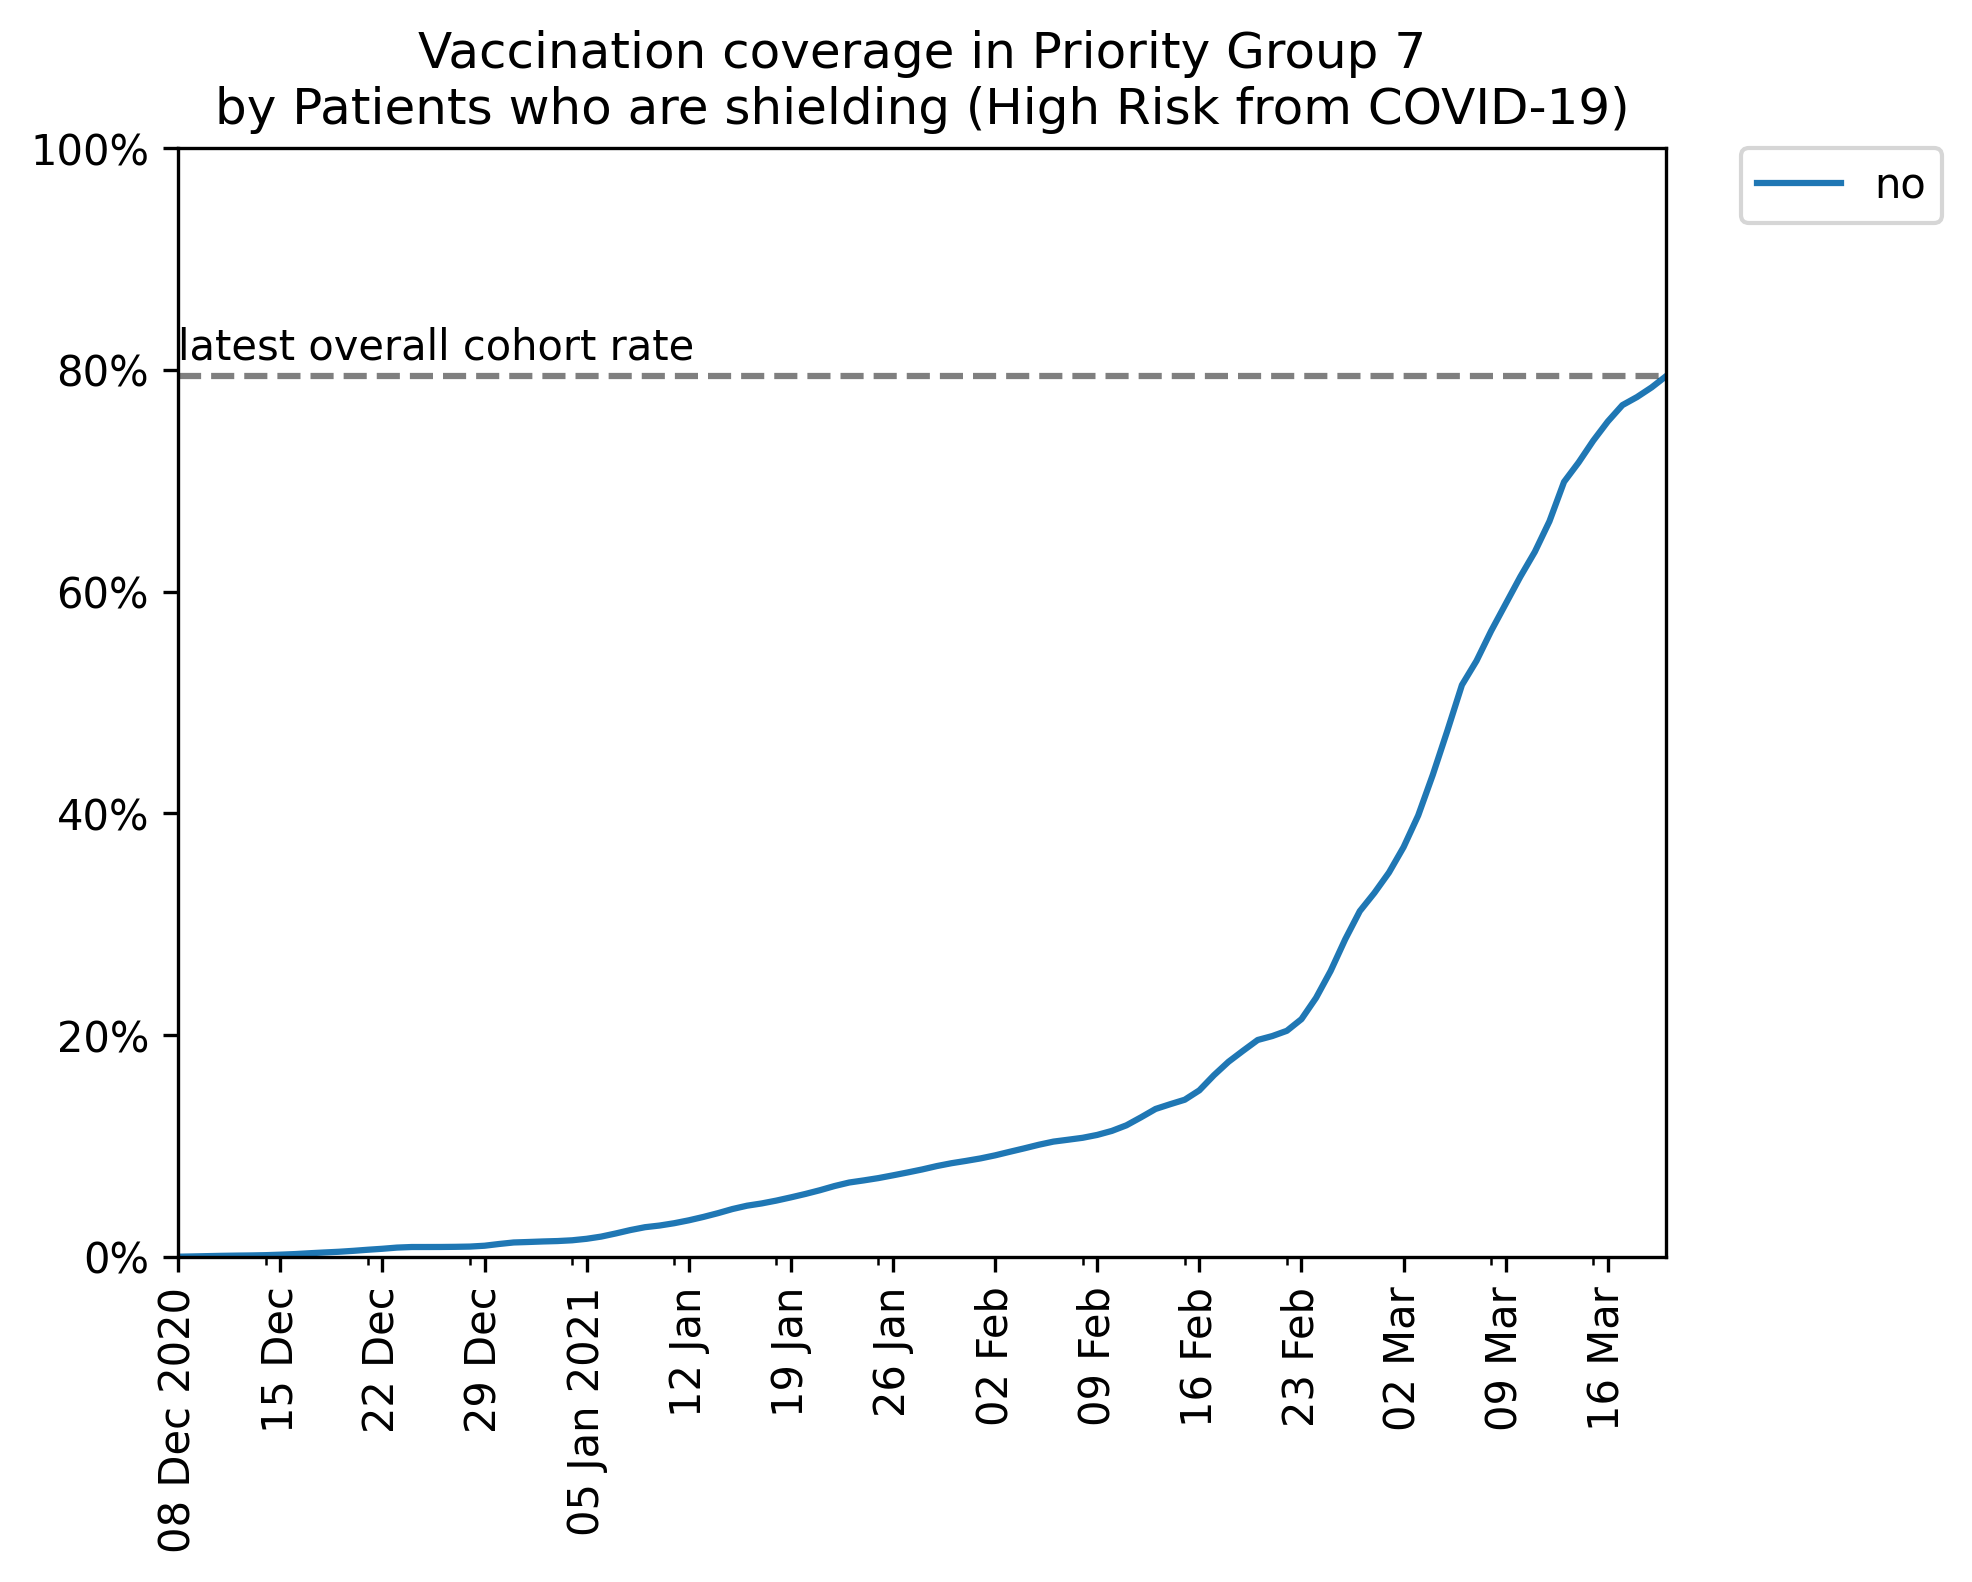 Vaccination coverage in Priority Group 7
by Patients who are shielding (High Risk from COVID-19)
no
100%
80%
60%
40%
20%
0%
latest overall cohort rate
08 Dec 2020
15 Dec
22 Dec
29 Dec
05 Jan 2021
12 Jan
19 Jan
26 Jan
02 Feb
09 Feb
16 Feb
23 Feb
02 Mar
09 Mar
16 Mar